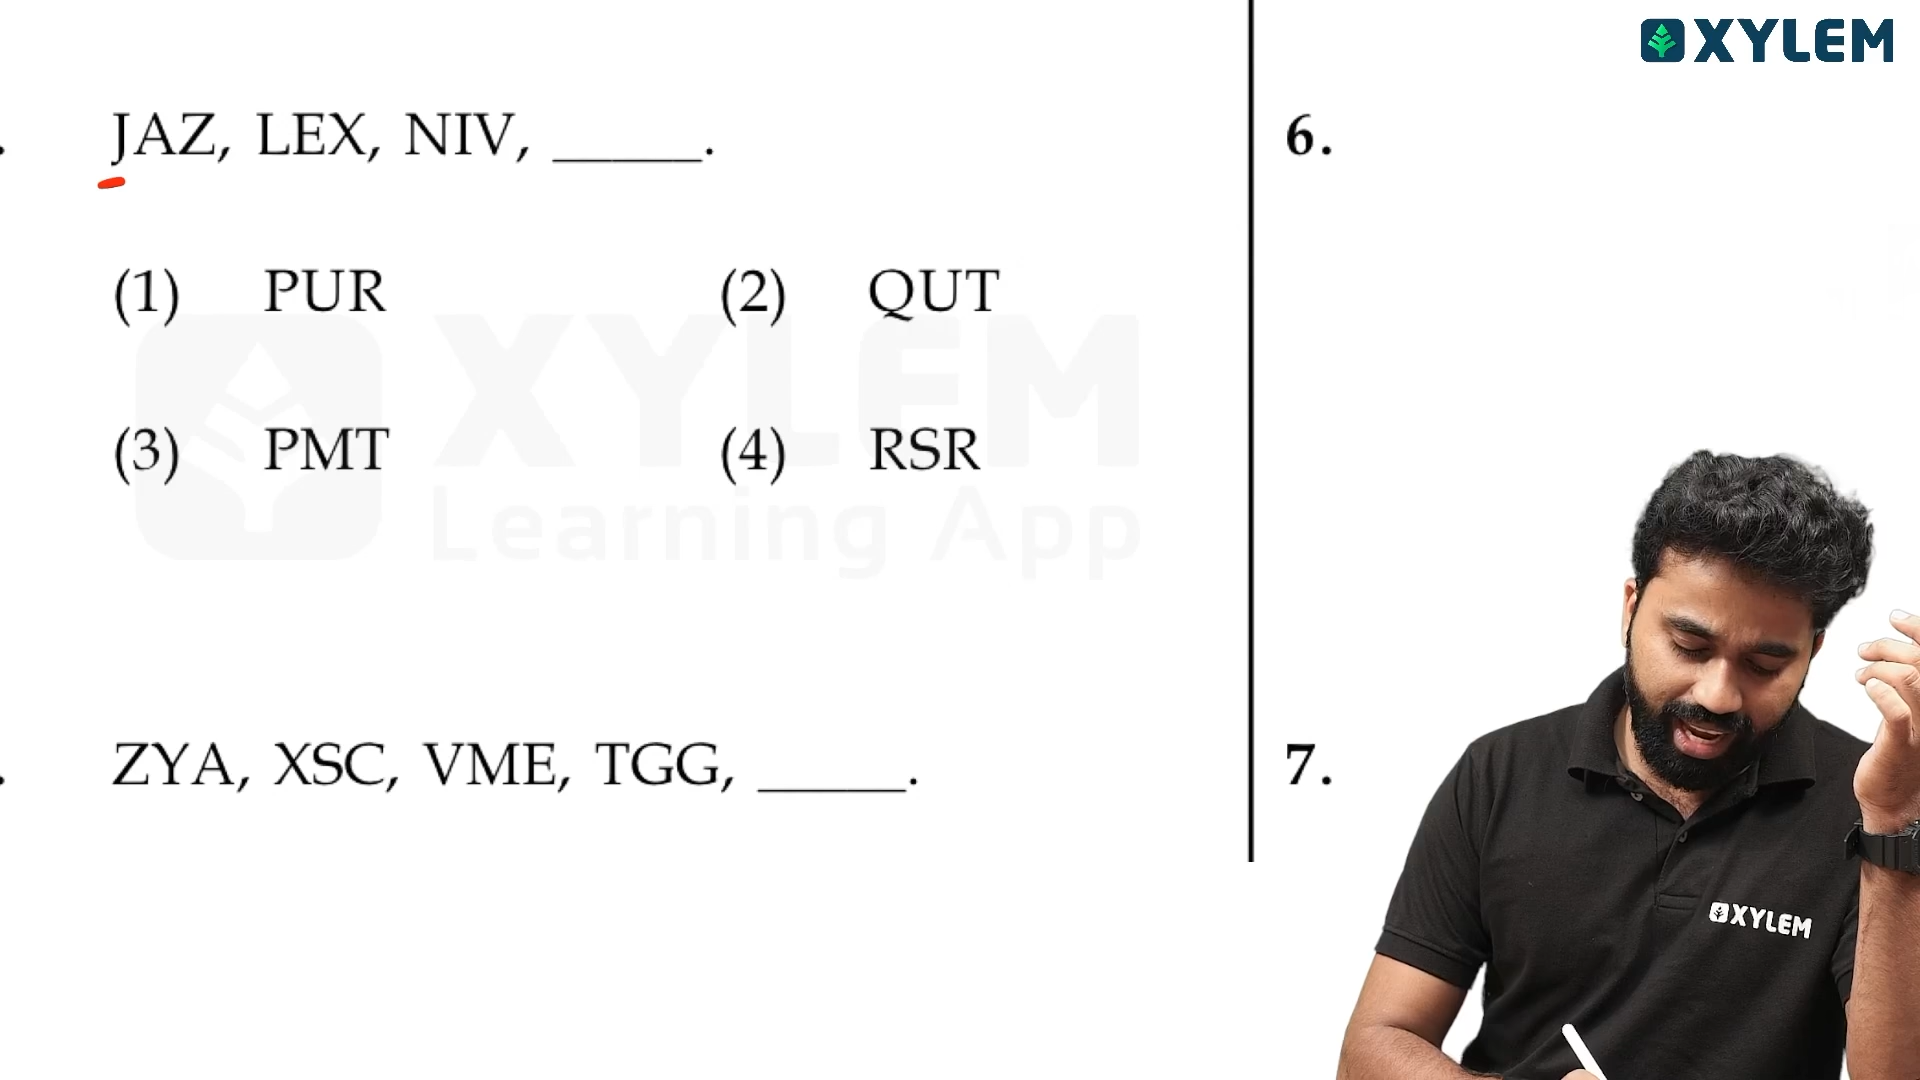 XYLEM
. JAZ, LEX, NIV, _____.
(1) PUR (2) QUT
(3) PMT (4) RSR
XYLEM
Learning App
. ZYA, XSC, VME, TGG, _____.
6.
7.
XYLEM